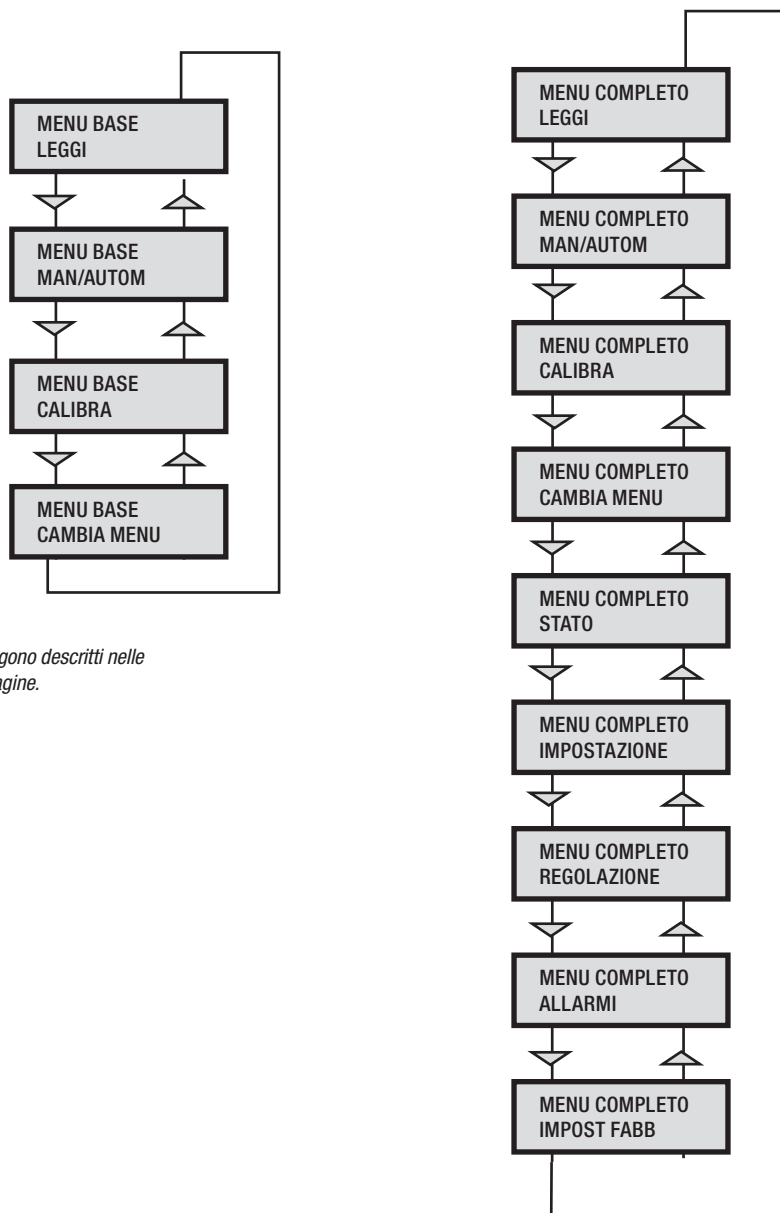 MENU BASE
LEGGI
MENU BASE
MAN/AUTOM
MENU BASE
CALIBRA
MENU BASE
CAMBIA MENU
gono descritti nelle
agine.
MENU COMPLETO
LEGGI
MENU COMPLETO
MAN/AUTOM
MENU COMPLETO
CALIBRA
MENU COMPLETO
CAMBIA MENU
MENU COMPLETO
STATO
MENU COMPLETO
IMPOSTAZIONE
MENU COMPLETO
REGOLAZIONE
MENU COMPLETO
ALLARMI
MENU COMPLETO
IMPOST FABB